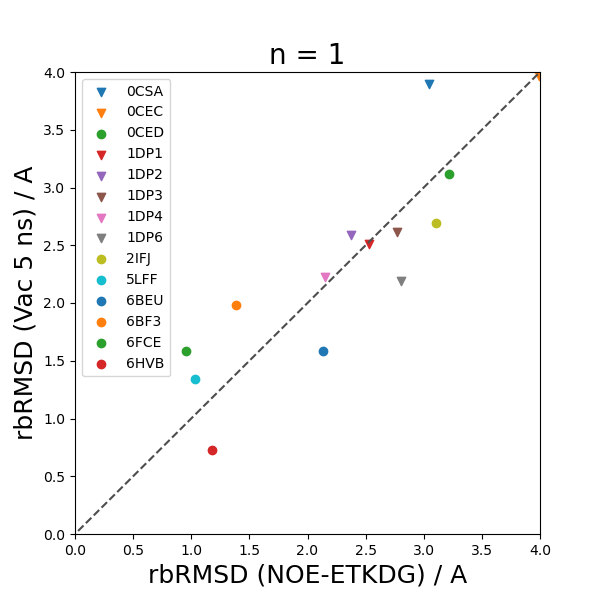 n = 1
rbRMSD (Vac 5 ns) / A
4.0
3.5
3.0
2.5
2.0
1.5
1.0
0.5
0.0
0CSA
0CEC
0CED
1DP1
1DP2
1DP3
1DP4
1DP6
2IFJ
5LFF
6BEU
6BF3
6FCE
6HVB
0.0 0.5 1.0 1.5 2.0 2.5 3.0 3.5 4.0
rbRMSD (NOE-ETKDG) / A